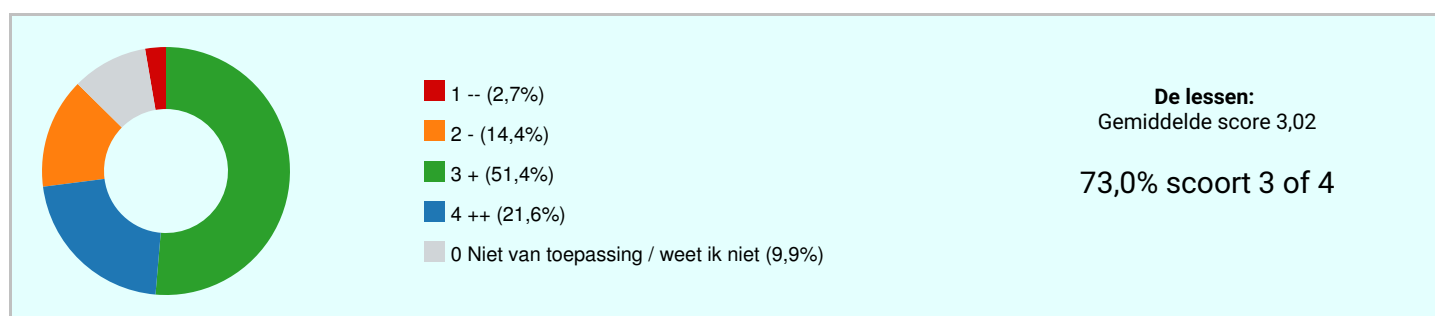 1 -- (2,7%)
2 - (14,4%)
3 + (51,4%)
4 ++ (21,6%)
0 Niet van toepassing / weet ik niet (9,9%)
De lessen:
Gemiddelde score 3,02
73,0% scoort 3 of 4